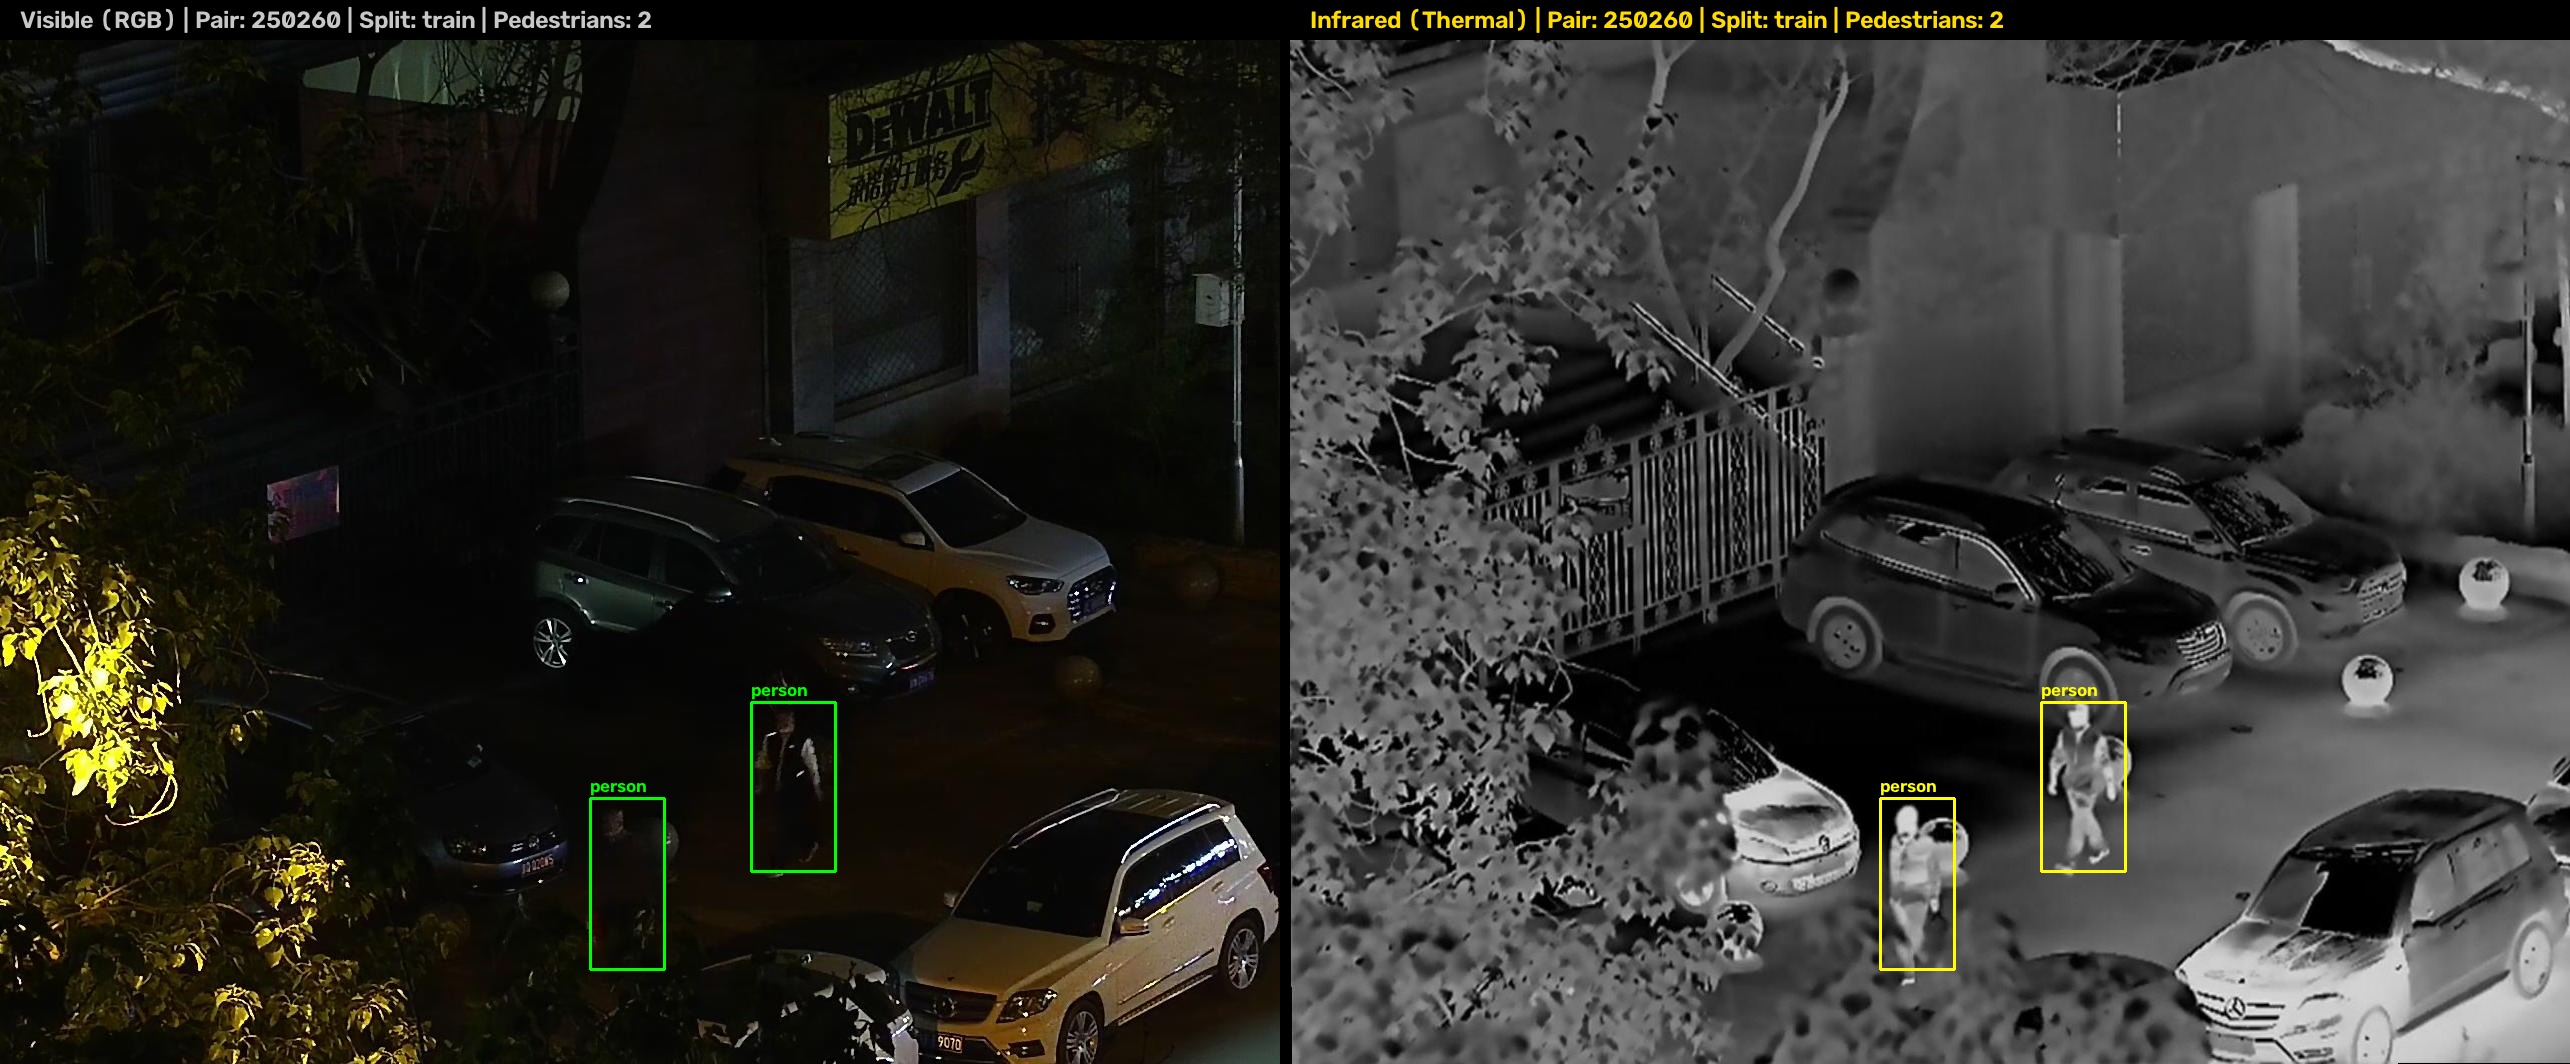 Visible (RGB) | Pair: 250260 | Split: train | Pedestrians: 2
Infrared (Thermal) | Pair: 250260 | Split: train | Pedestrians: 2
DEWALT
person
person
person
person
9070